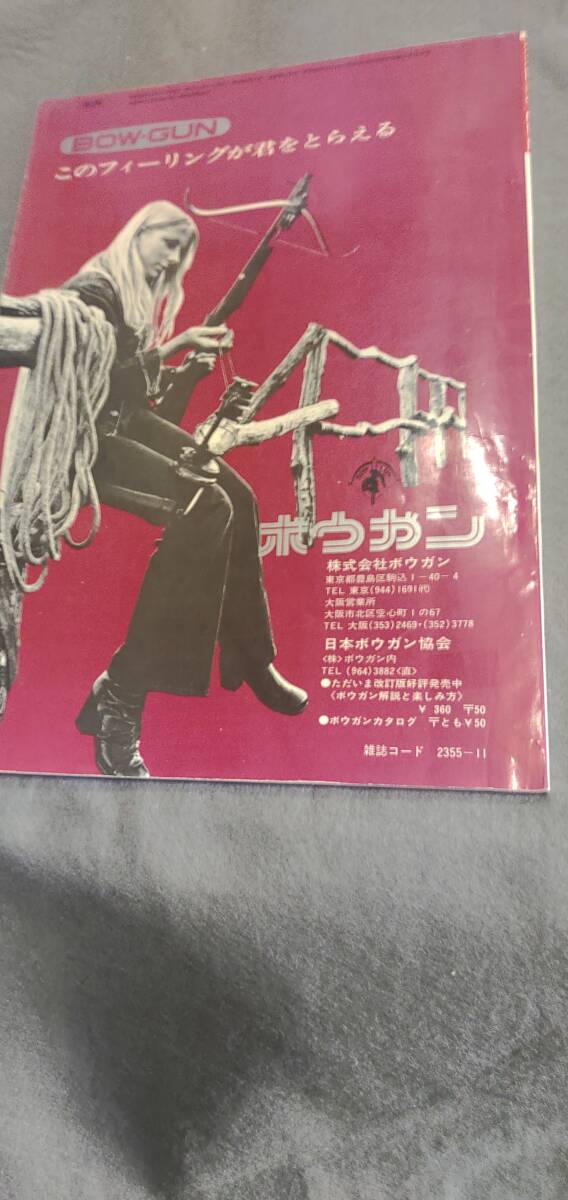 BOW-GUN
このフィーリングが君をとらえる
ボウガン
株式会社ボウガン
東京都豊島区駒込1-40-4
TEL 東京(944)1691(代)
大阪営業所
大阪市北区空心町1の67
TEL 大阪(353)2469・(352)3778
日本ボウガン協会
<株>ボウガン内
TEL (964)3882<直>
●ただいま改訂版好評発売中
〈ボウガン解説と楽しみ方〉
¥360 〒50
●ボウガンカタログ 〒とも¥50
雑誌コード 2355-11